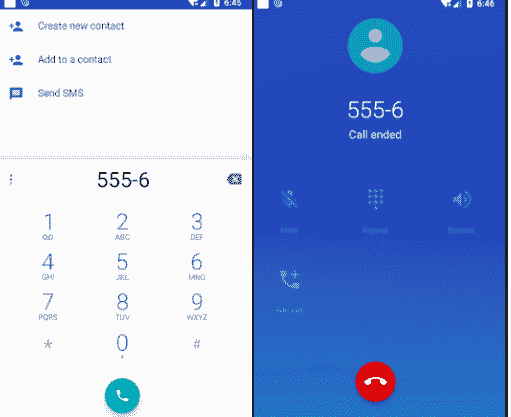 6:45
Create new contact
Add to a contact
Send SMS
555-6
1
2
ABC
3
DEF
4
GHI
5
JKL
6
MNO
7
PQRS
8
TUV
9
WXYZ
*
0
+
#
6:46
555-6
Call ended
Mute
Keypad
Speaker